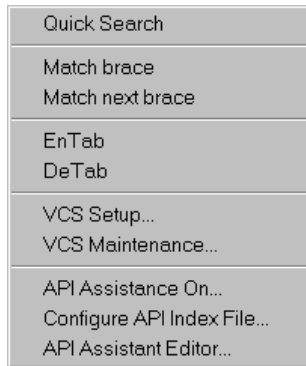 Quick Search
Match brace
Match next brace
EnTab
DeTab
VCS Setup...
VCS Maintenance...
API Assistance On...
Configure API Index File...
API Assistant Editor...